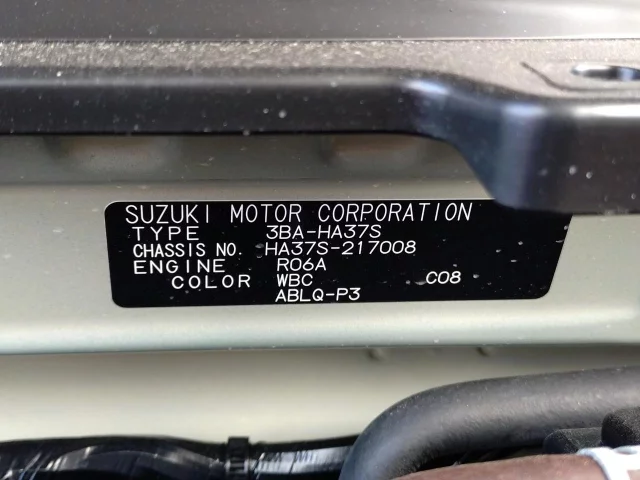 SUZUKI MOTOR CORPORATION
TYPE 3BA-HA37S
CHASSIS NO. HA37S-217008
ENGINE R06A
COLOR WBC C08
ABLQ-P3